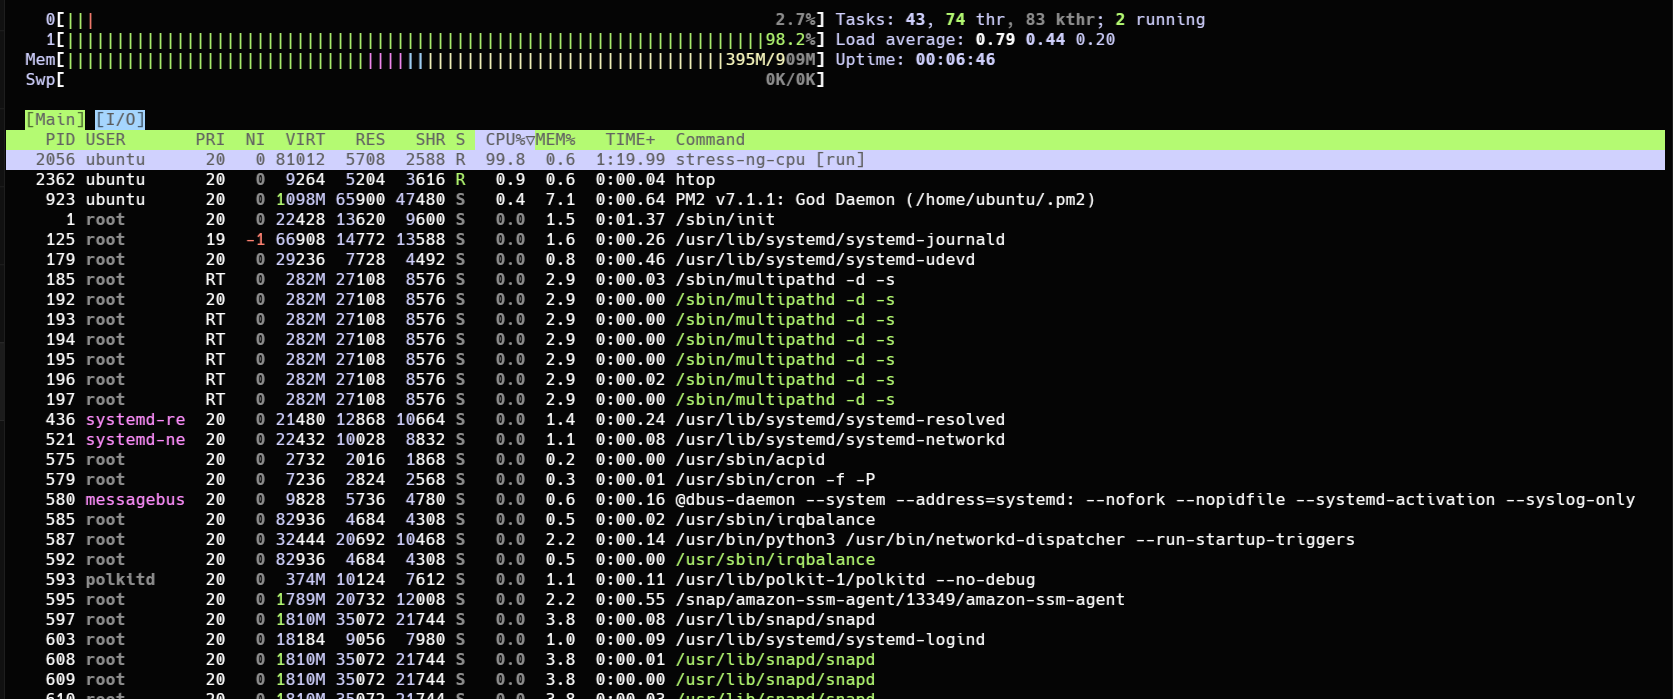 0[||| 2.7%] Tasks: 43, 74 thr, 83 kthr; 2 running
1[||||||||||||||||||||||||||||||||||||||||||||||||||||||||||||||||||||||98.2%] Load average: 0.79 0.44 0.20
Mem[||||||||||||||||||||||||||||||||||||||||||||||||||||||||||||||||||395M/909M] Uptime: 00:06:46
Swp[ 0K/0K]
[Main] [I/O]
PID USER PRI NI VIRT RES SHR S CPU%▽MEM% TIME+ Command
2056 ubuntu 20 0 81012 5708 2588 R 99.8 0.6 1:19.99 stress-ng-cpu [run]
2362 ubuntu 20 0 9264 5204 3616 R 0.9 0.6 0:00.04 htop
923 ubuntu 20 0 1098M 65900 47480 S 0.4 7.1 0:00.64 PM2 v7.1.1: God Daemon (/home/ubuntu/.pm2)
1 root 20 0 22428 13620 9600 S 0.0 1.5 0:01.37 /sbin/init
125 root 19 -1 66908 14772 13588 S 0.0 1.6 0:00.26 /usr/lib/systemd/systemd-journald
179 root 20 0 29236 7728 4492 S 0.0 0.8 0:00.46 /usr/lib/systemd/systemd-udevd
185 root RT 0 282M 27108 8576 S 0.0 2.9 0:00.03 /sbin/multipathd -d -s
192 root 20 0 282M 27108 8576 S 0.0 2.9 0:00.00 /sbin/multipathd -d -s
193 root RT 0 282M 27108 8576 S 0.0 2.9 0:00.00 /sbin/multipathd -d -s
194 root RT 0 282M 27108 8576 S 0.0 2.9 0:00.00 /sbin/multipathd -d -s
195 root RT 0 282M 27108 8576 S 0.0 2.9 0:00.00 /sbin/multipathd -d -s
196 root RT 0 282M 27108 8576 S 0.0 2.9 0:00.02 /sbin/multipathd -d -s
197 root RT 0 282M 27108 8576 S 0.0 2.9 0:00.00 /sbin/multipathd -d -s
436 systemd-re 20 0 21480 12868 10664 S 0.0 1.4 0:00.24 /usr/lib/systemd/systemd-resolved
521 systemd-ne 20 0 22432 10028 8832 S 0.0 1.1 0:00.08 /usr/lib/systemd/systemd-networkd
575 root 20 0 2732 2016 1868 S 0.0 0.2 0:00.00 /usr/sbin/acpid
579 root 20 0 7236 2824 2568 S 0.0 0.3 0:00.01 /usr/sbin/cron -f -P
580 messagebus 20 0 9828 5736 4780 S 0.0 0.6 0:00.16 @dbus-daemon --system --address=systemd: --nofork --nopidfile --systemd-activation --syslog-only
585 root 20 0 82936 4684 4308 S 0.0 0.5 0:00.02 /usr/sbin/irqbalance
587 root 20 0 32444 20692 10468 S 0.0 2.2 0:00.14 /usr/bin/python3 /usr/bin/networkd-dispatcher --run-startup-triggers
592 root 20 0 82936 4684 4308 S 0.0 0.5 0:00.00 /usr/sbin/irqbalance
593 polkitd 20 0 374M 10124 7612 S 0.0 1.1 0:00.11 /usr/lib/polkit-1/polkitd --no-debug
595 root 20 0 1789M 20732 12008 S 0.0 2.2 0:00.55 /snap/amazon-ssm-agent/13349/amazon-ssm-agent
597 root 20 0 1810M 35072 21744 S 0.0 3.8 0:00.08 /usr/lib/snapd/snapd
603 root 20 0 18184 9056 7980 S 0.0 1.0 0:00.09 /usr/lib/systemd/systemd-logind
608 root 20 0 1810M 35072 21744 S 0.0 3.8 0:00.01 /usr/lib/snapd/snapd
609 root 20 0 1810M 35072 21744 S 0.0 3.8 0:00.00 /usr/lib/snapd/snapd
610 root 20 0 1810M 35072 21744 S 0.0 3.8 0:00.03 /usr/lib/snapd/snapd